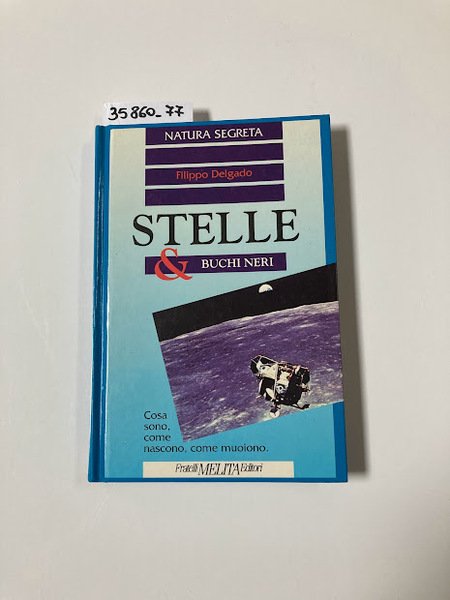 35860_77
NATURA SEGRETA
Filippo Delgado
STELLE
& BUCHI NERI
Cosa
sono,
come
nascono, come muoiono.
Fratelli MELITA Editori